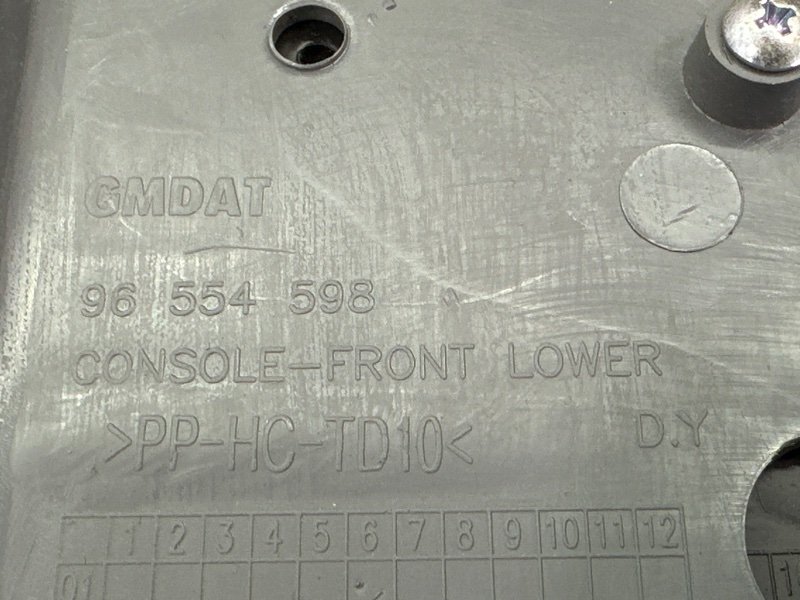 GMDAT
96 554 598
CONSOLE-FRONT LOWER
>PP-HC-TD10< D.Y
1 2 3 4 5 6 7 8 9 10 11 12
01